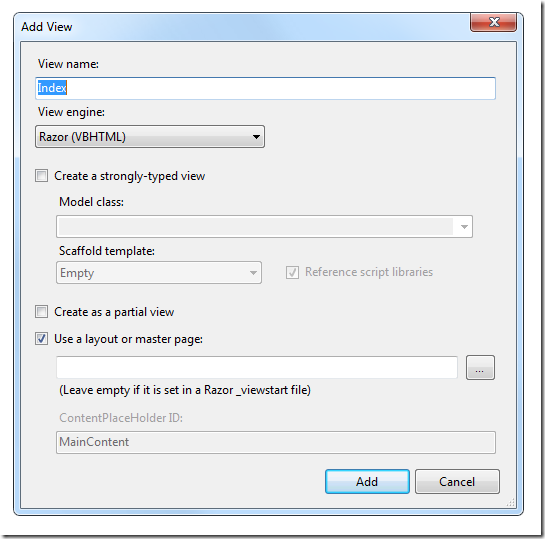 Add View
View name:
Index
View engine:
Razor (VBHTML)
Create a strongly-typed view
Model class:
Scaffold template:
Empty
Reference script libraries
Create as a partial view
Use a layout or master page:
...
(Leave empty if it is set in a Razor _viewstart file)
ContentPlaceHolder ID:
MainContent
Add
Cancel